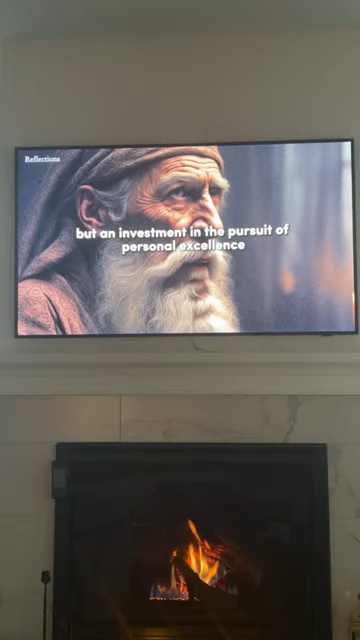 Reflections
but an investment in the pursuit of
personal excellence